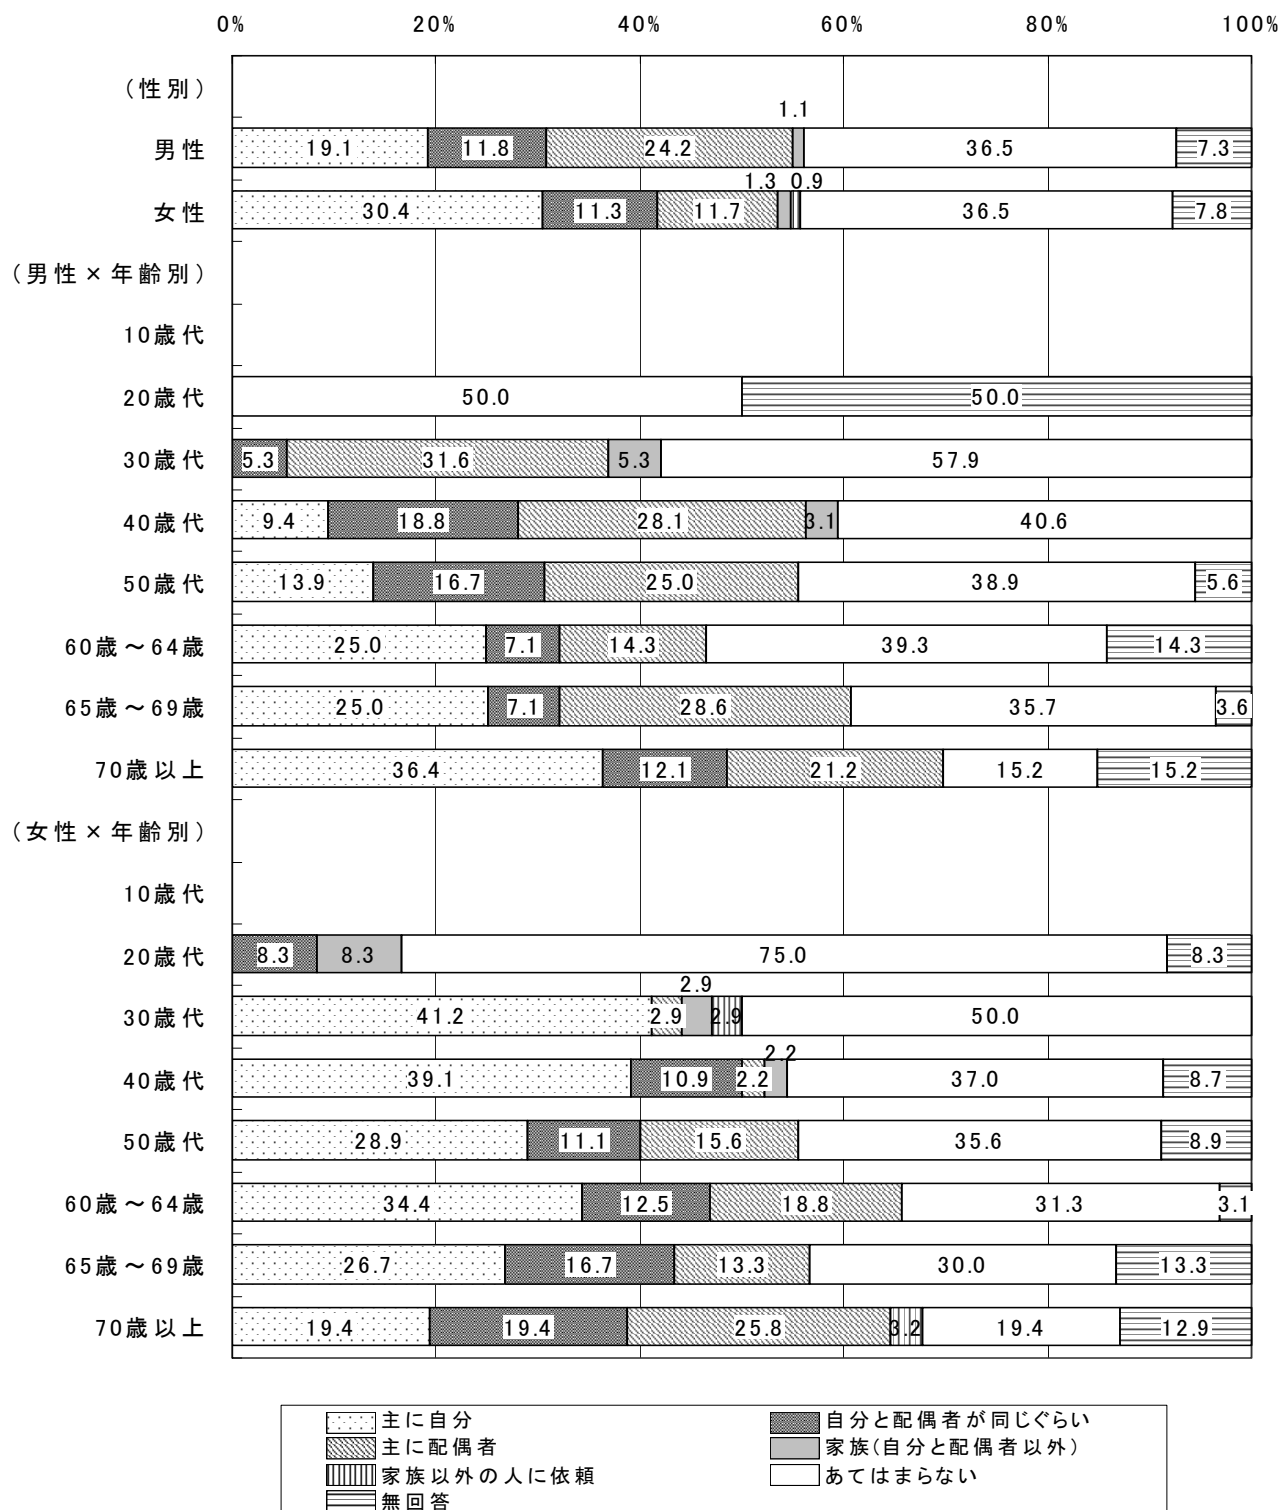 0% 20% 40% 60% 80% 100%
（性別）
1.1
男性 19.1 11.8 24.2 36.5 7.3
1.3 0.9
女性 30.4 11.3 11.7 36.5 7.8
（男性×年齢別）
10歳代
20歳代 50.0 50.0
30歳代 5.3 31.6 5.3 57.9
40歳代 9.4 18.8 28.1 3.1 40.6
50歳代 13.9 16.7 25.0 38.9 5.6
60歳～64歳 25.0 7.1 14.3 39.3 14.3
65歳～69歳 25.0 7.1 28.6 35.7 3.6
70歳以上 36.4 12.1 21.2 15.2 15.2
（女性×年齢別）
10歳代
20歳代 8.3 8.3 75.0 8.3
2.9
30歳代 41.2 2.9 2.9 50.0
2.2
40歳代 39.1 10.9 2.2 37.0 8.7
50歳代 28.9 11.1 15.6 35.6 8.9
60歳～64歳 34.4 12.5 18.8 31.3 3.1
65歳～69歳 26.7 16.7 13.3 30.0 13.3
70歳以上 19.4 19.4 25.8 3.2 19.4 12.9
主に自分 自分と配偶者が同じぐらい
主に配偶者 家族(自分と配偶者以外)
家族以外の人に依頼 あてはまらない
無回答